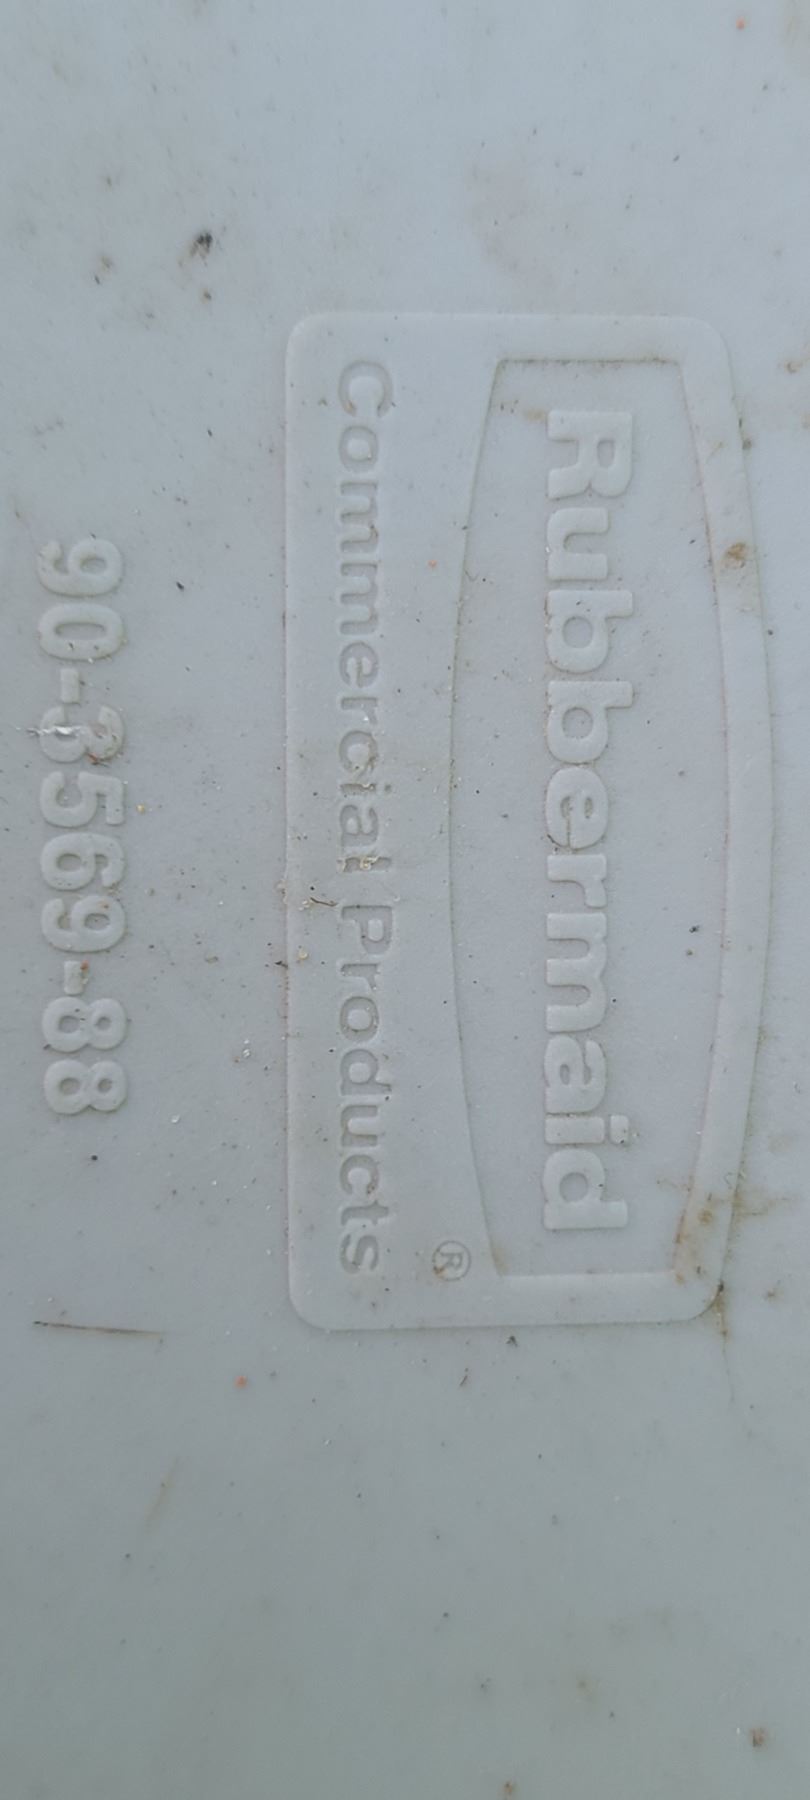 Rubbermaid
®
Commercial Products
90-3569-88